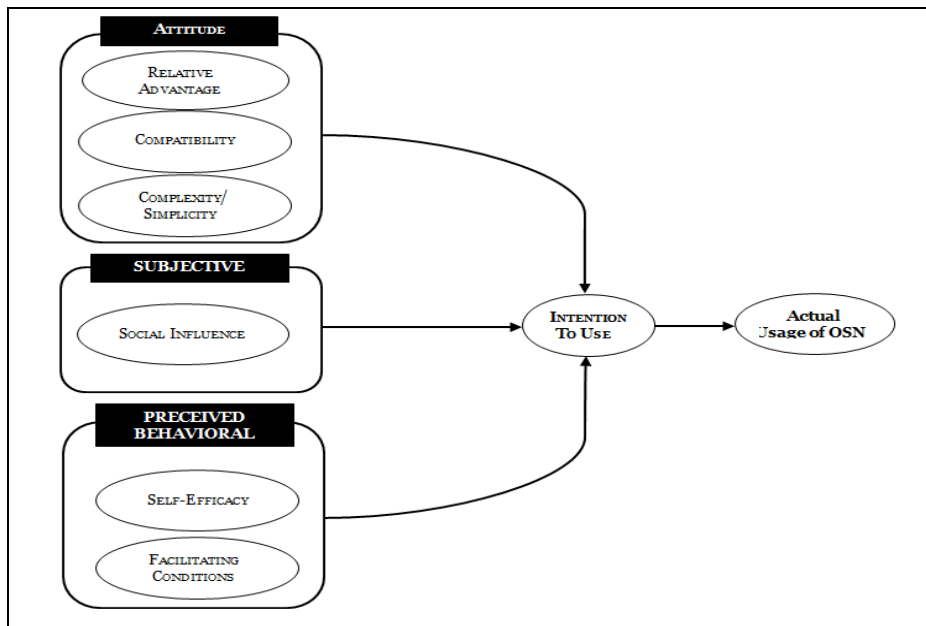 ATTITUDE
RELATIVE
ADVANTAGE
COMPATIBILITY
COMPLEXITY/
SIMPLICITY
SUBJECTIVE
SOCIAL INFLUENCE
PRECEIVED
BEHAVIORAL
SELF-EFFICACY
FACILITATING
CONDITIONS
INTENTION
TO USE
Actual
Usage of OSN